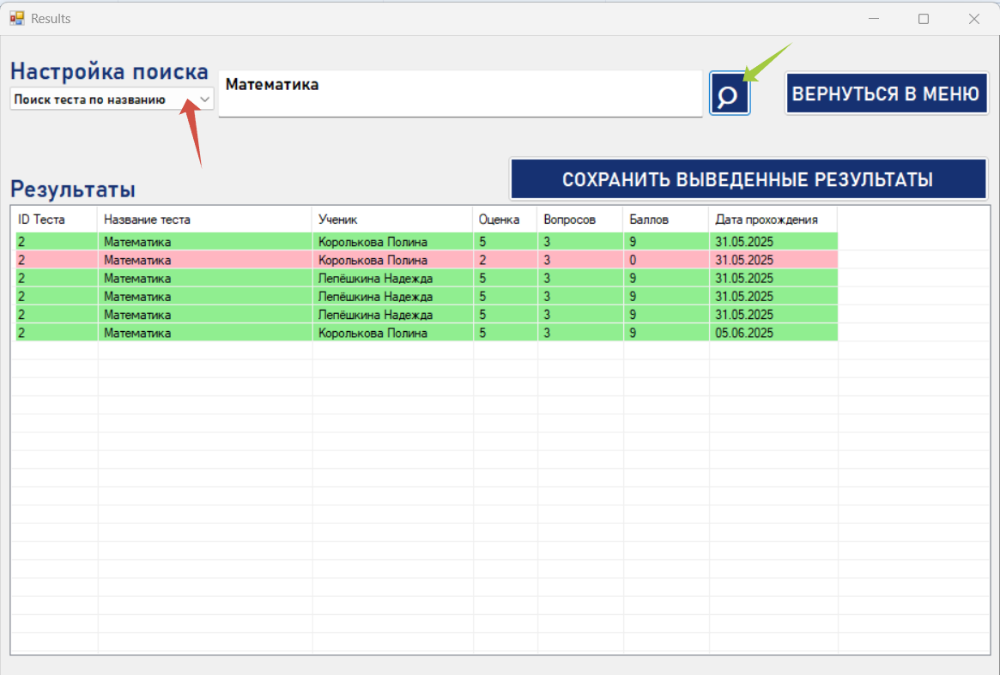 Results
Настройка поиска
Поиск теста по названию
Математика
ВЕРНУТЬСЯ В МЕНЮ
СОХРАНИТЬ ВЫВЕДЕННЫЕ РЕЗУЛЬТАТЫ
Результаты
ID Теста Название теста Ученик Оценка Вопросов Баллов Дата прохождения
2 Математика Королькова Полина 5 3 9 31.05.2025
2 Математика Королькова Полина 2 3 0 31.05.2025
2 Математика Лепёшкина Надежда 5 3 9 31.05.2025
2 Математика Лепёшкина Надежда 5 3 9 31.05.2025
2 Математика Лепёшкина Надежда 5 3 9 31.05.2025
2 Математика Королькова Полина 5 3 9 05.06.2025